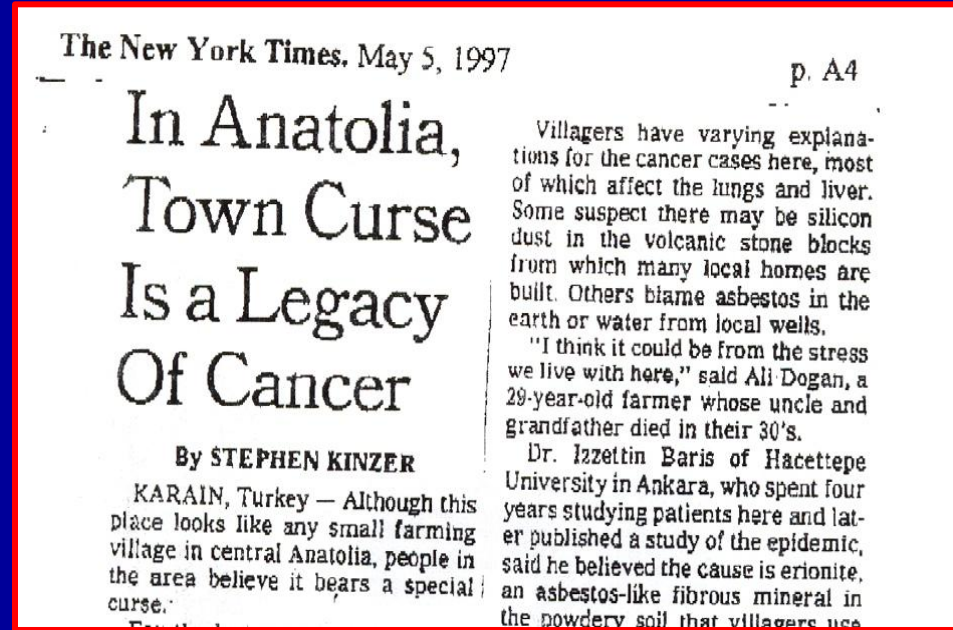 The New York Times, May 5, 1997
p. A4
In Anatolia,
Town Curse
Is a Legacy
Of Cancer
By STEPHEN KINZER
KARAIN, Turkey — Although this
place looks like any small farming
village in central Anatolia, people in
the area believe it bears a special
curse.
Villagers have varying explana-
tions for the cancer cases here, most
of which affect the lungs and liver.
Some suspect there may be silicon
dust in the volcanic stone blocks
from which many local homes are
built. Others blame asbestos in the
earth or water from local wells.
"I think it could be from the stress
we live with here," said Ali Dogan, a
29-year-old farmer whose uncle and
grandfather died in their 30's.
Dr. Izzettin Baris of Hacettepe
University in Ankara, who spent four
years studying patients here and lat-
er published a study of the epidemic,
said he believed the cause is erionite,
an asbestos-like fibrous mineral in
the powdery soil that villagers use